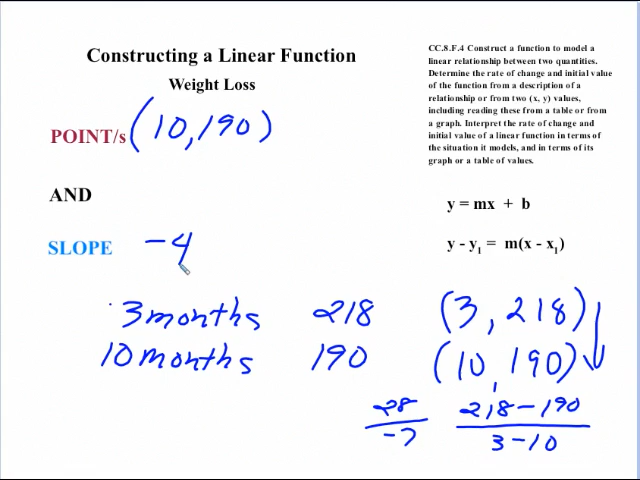 Constructing a Linear Function
Weight Loss
CC.8.F.4 Construct a function to model a
linear relationship between two quantities.
Determine the rate of change and initial value
of the function from a description of a
relationship or from two (x, y) values,
including reading these from a table or from
a graph. Interpret the rate of change and
initial value of a linear function in terms of
the situation it models, and in terms of its
graph or a table of values.
POINT/s (10,190)
AND
y = mx + b
SLOPE -4
y - y₁ = m(x - x₁)
3 months 218 (3, 218)
10 months 190 (10, 190)
28 218 - 190
-7 3 - 10